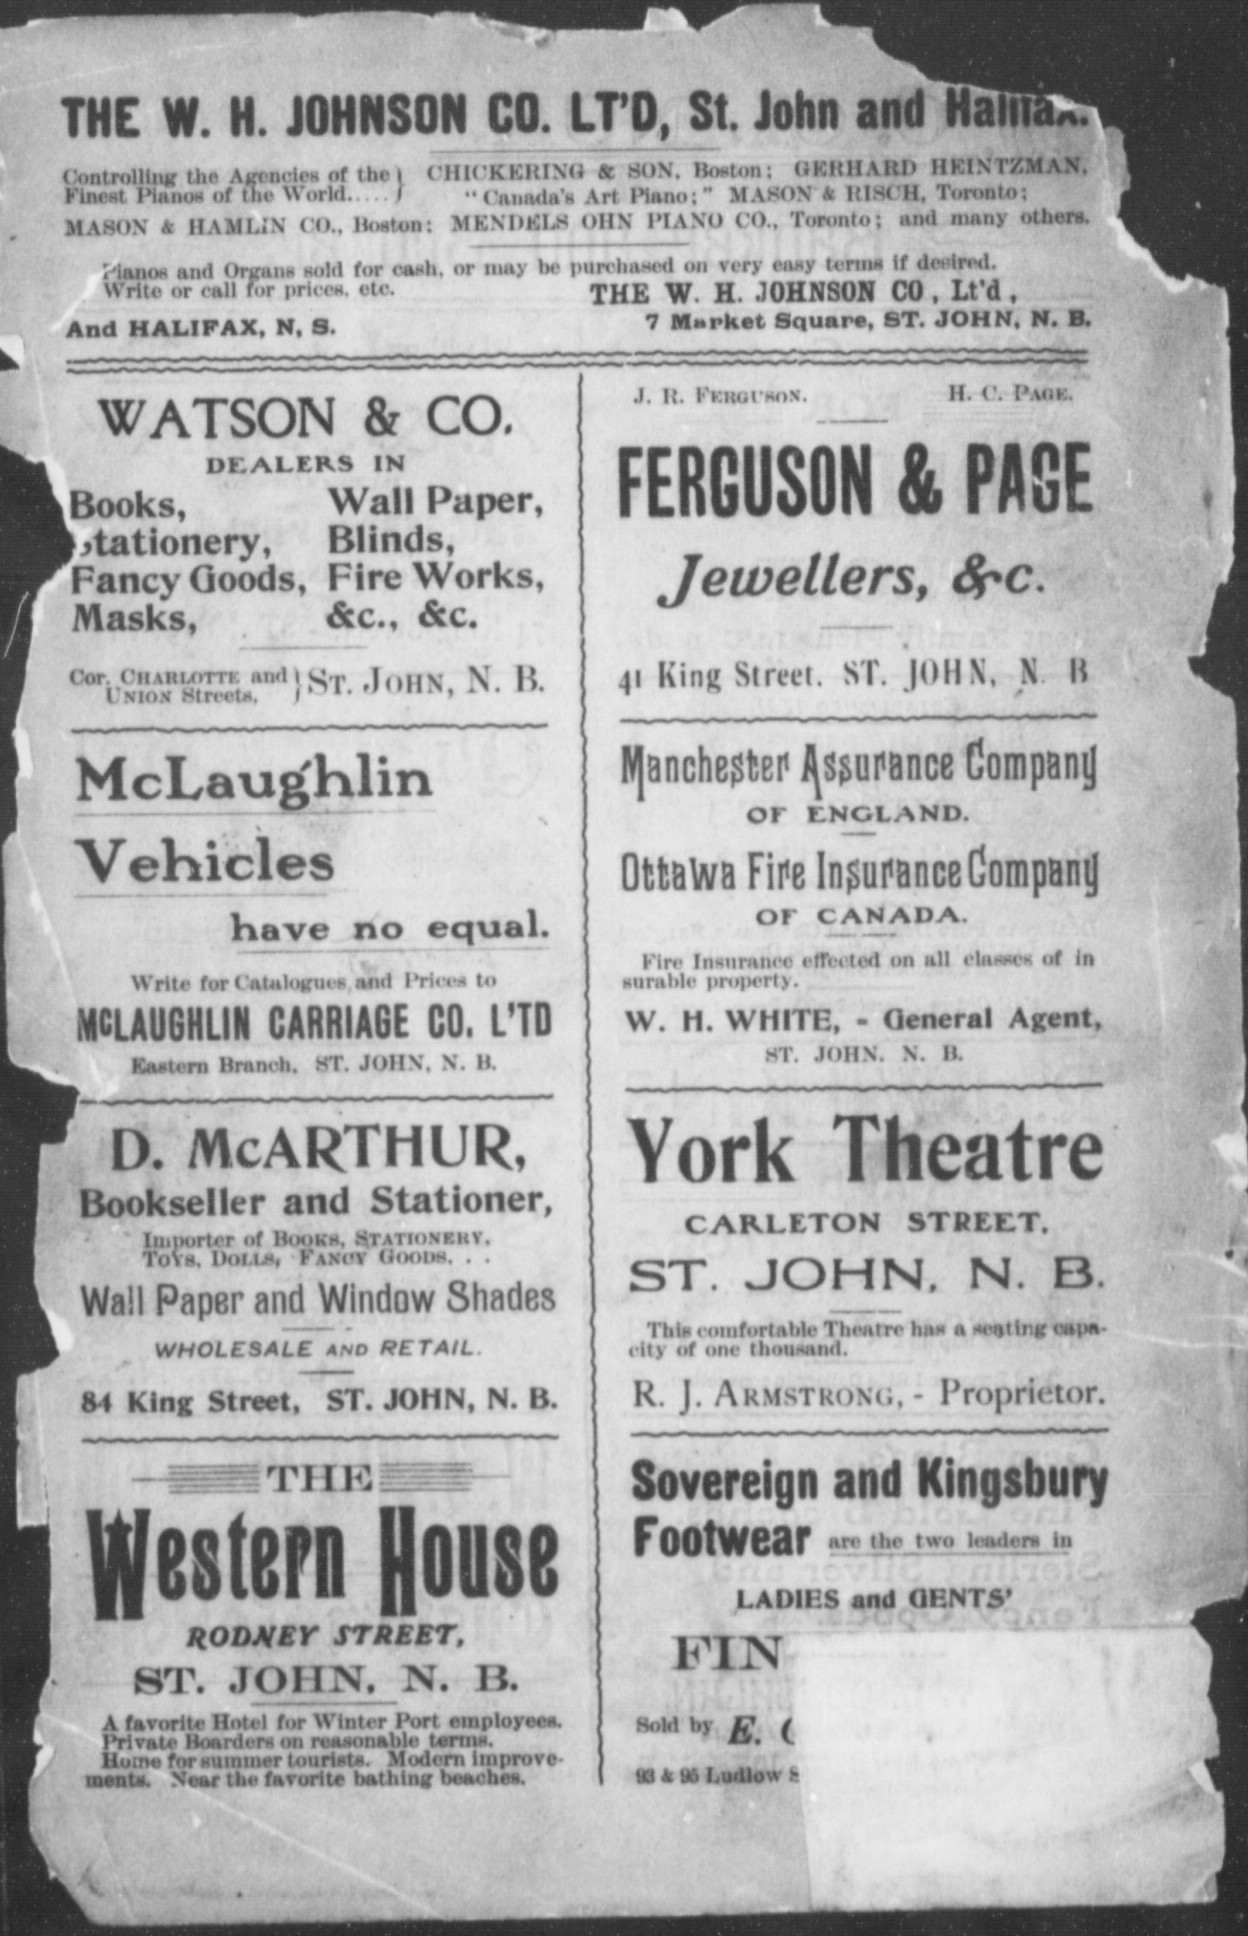 THE W. H. JOHNSON CO. LT'D, St. John and Halifax.
Controlling the Agencies of the } CHICKERING & SON, Boston; GERHARD HEINTZMAN,
Finest Pianos of the World..... } "Canada's Art Piano;" MASON & RISCH, Toronto;
MASON & HAMLIN CO., Boston; MENDELS OHN PIANO CO., Toronto; and many others.
Pianos and Organs sold for cash, or may be purchased on very easy terms if desired.
Write or call for prices, etc.
THE W. H. JOHNSON CO, Lt'd,
And HALIFAX, N, S.
7 Market Square, ST. JOHN, N. B.
WATSON & CO.
DEALERS IN
Books, Wall Paper,
Stationery, Blinds,
Fancy Goods, Fire Works,
Masks, &c., &c.
Cor. CHARLOTTE and } ST. JOHN, N. B.
UNION Streets, }
McLaughlin
Vehicles
have no equal.
Write for Catalogues and Prices to
McLAUGHLIN CARRIAGE CO. L'TD
Eastern Branch, ST. JOHN, N. B.
D. McARTHUR,
Bookseller and Stationer,
Importer of BOOKS, STATIONERY,
TOYS, DOLLS, FANCY GOODS, . .
Wall Paper and Window Shades
WHOLESALE AND RETAIL.
84 King Street, ST. JOHN, N. B.
THE
Western House
RODNEY STREET,
ST. JOHN, N. B.
A favorite Hotel for Winter Port employees.
Private Boarders on reasonable terms.
Home for summer tourists. Modern improve-
ments. Near the favorite bathing beaches.
J. R. FERGUSON. H. C. PAGE.
FERGUSON & PAGE
Jewellers, &c.
41 King Street. ST. JOHN, N. B
Manchester Assurance Company
OF ENGLAND.
Ottawa Fire Insurance Company
OF CANADA.
Fire Insurance effected on all classes of in
surable property.
W. H. WHITE, - General Agent,
ST. JOHN. N. B.
York Theatre
CARLETON STREET,
ST. JOHN, N. B.
This comfortable Theatre has a seating capa-
city of one thousand.
R. J. ARMSTRONG, - Proprietor.
Sovereign and Kingsbury
Footwear are the two leaders in
LADIES and GENTS'
FIN
Sold by E.
93 & 95 Ludlow S